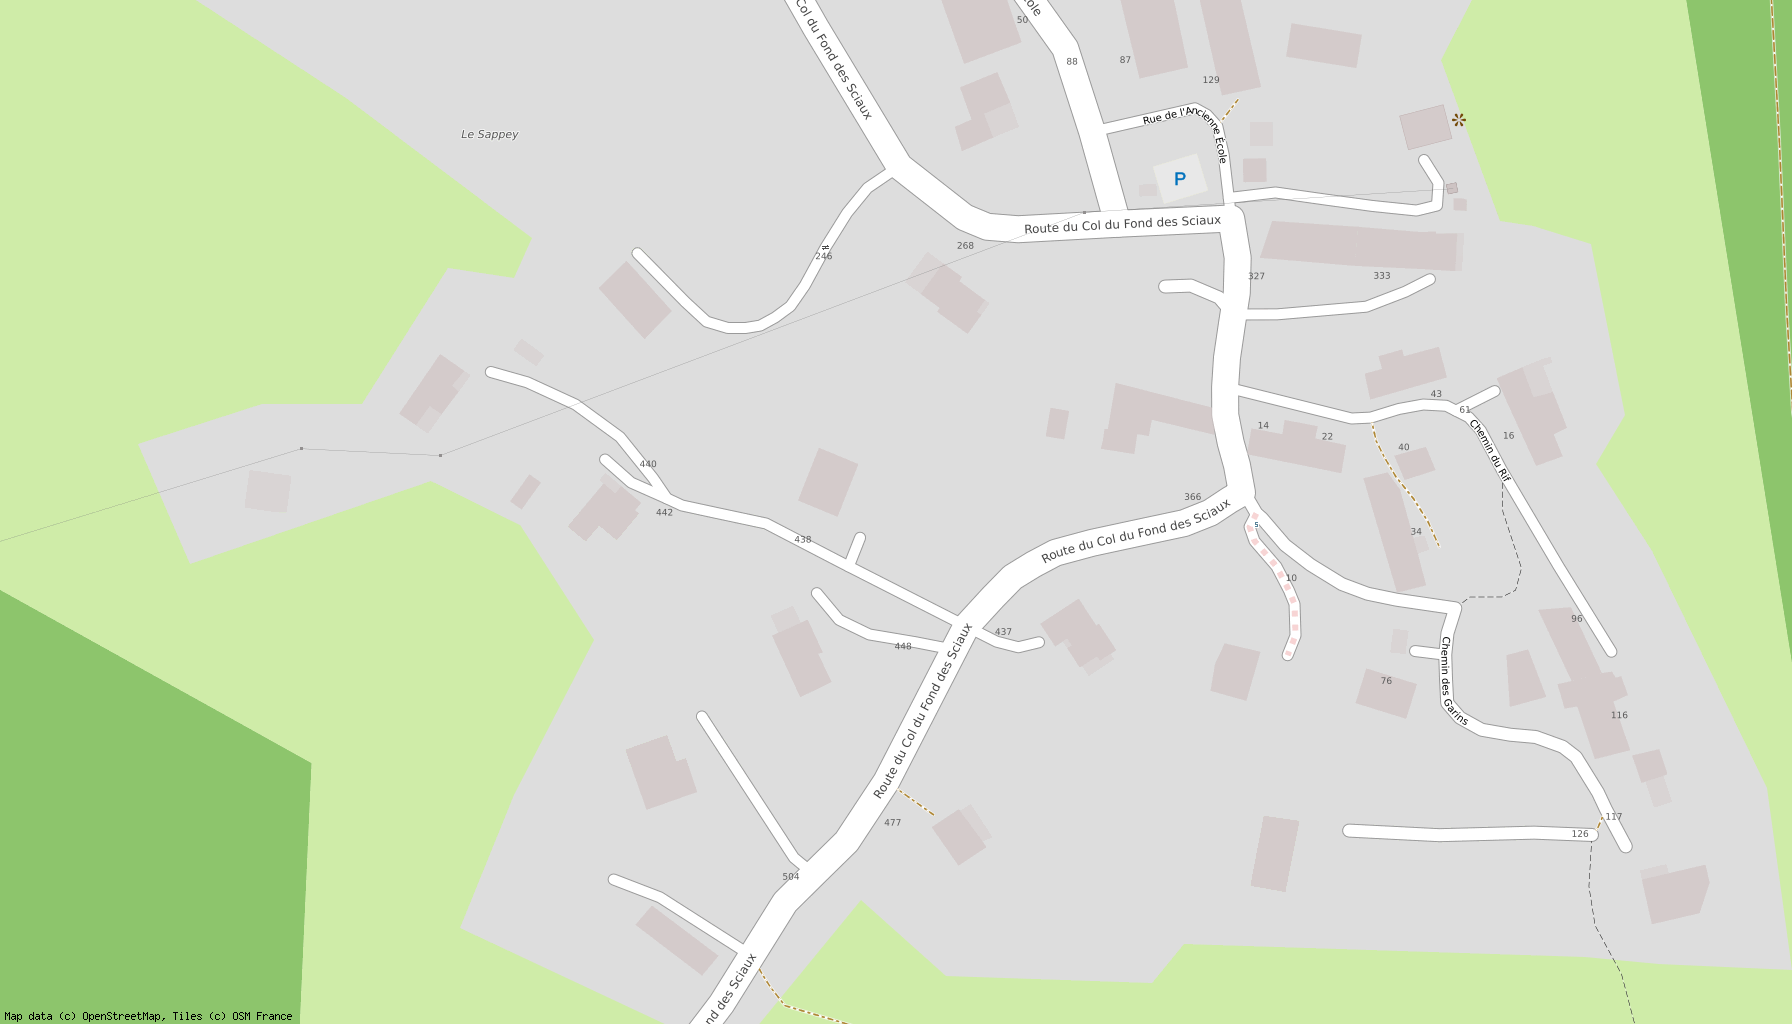 Col du Fond des Sciaux
ole
50
88
87
129
Rue de l'Ancienne École
Le Sappey
P
Route du Col du Fond des Sciaux
268
246
327
333
43
61
16
14
22
40
Chemin du Rif
440
442
366
34
438
5
10
Route du Col du Fond des Sciaux
437
448
96
Chemin des Garins
76
116
Route du Col du Fond des Sciaux
477
117
126
504
nd des Sciaux
Map data (c) OpenStreetMap, Tiles (c) OSM France